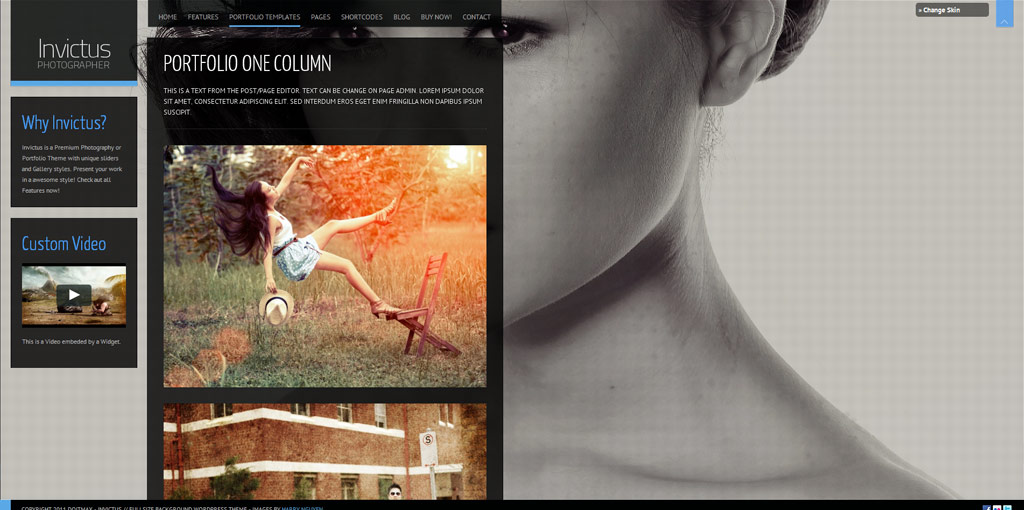 HOME FEATURES PORTFOLIO TEMPLATES PAGES SHORTCODES BLOG BUY NOW! CONTACT
» Change Skin
Invictus
PHOTOGRAPHER
Why Invictus?
Invictus is a Premium Photography or
Portfolio Theme with unique sliders
and Gallery styles. Present your work
in a awesome style! Check out all
Features now!
Custom Video
This is a Video embeded by a Widget.
PORTFOLIO ONE COLUMN
THIS IS A TEXT FROM THE POST/PAGE EDITOR. TEXT CAN BE CHANGE ON PAGE ADMIN. LOREM IPSUM DOLOR
SIT AMET, CONSECTETUR ADIPISCING ELIT. SED INTERDUM EROS EGET ENIM FRINGILLA NON DAPIBUS IPSUM
SUSCIPIT.
S
COPYRIGHT 2011 DOITMAX - INVICTUS // FULLSIZE BACKGROUND WORDPRESS THEME - IMAGES BY HARRY NGUYEN